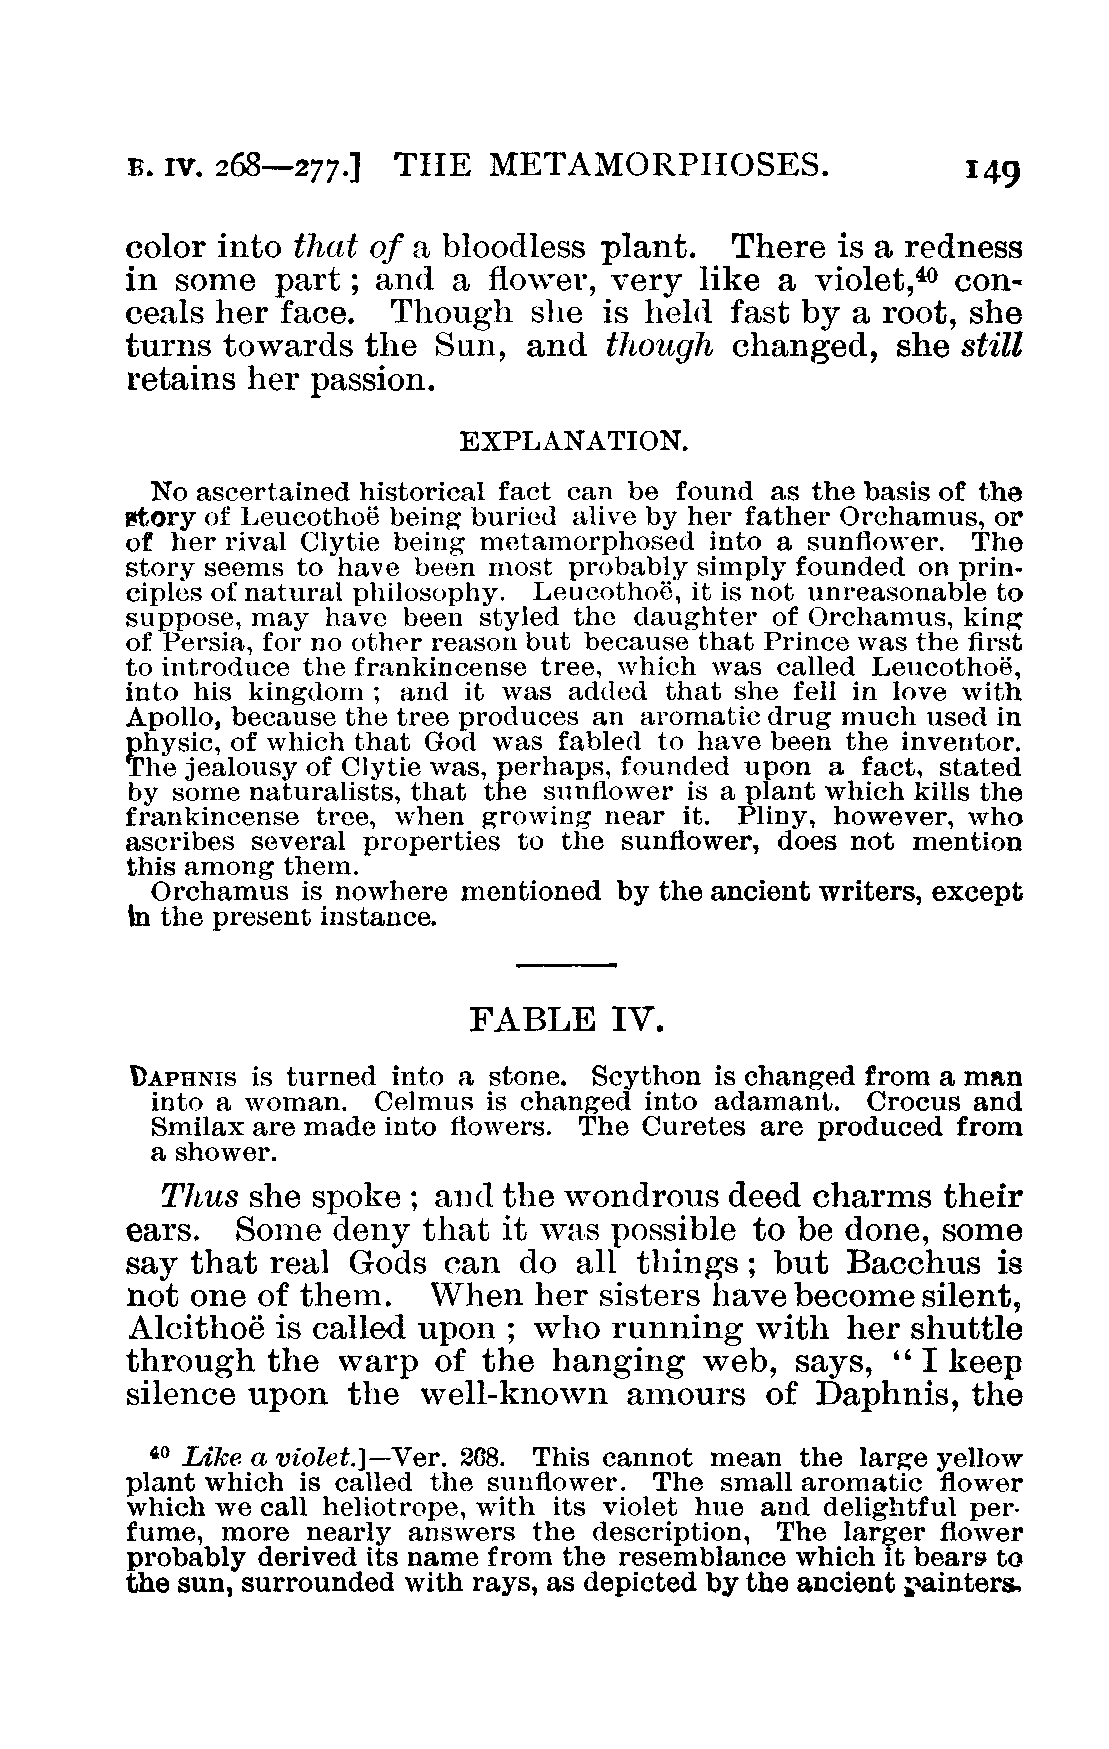 B. IV. 268—277.] THE METAMORPHOSES. 149
color into that of a bloodless plant. There is a redness
in some part ; and a flower, very like a violet,⁴⁰ con-
ceals her face. Though she is held fast by a root, she
turns towards the Sun, and though changed, she still
retains her passion.
EXPLANATION.
No ascertained historical fact can be found as the basis of the
story of Leucothoë being buried alive by her father Orchamus, or
of her rival Clytie being metamorphosed into a sunflower. The
story seems to have been most probably simply founded on prin-
ciples of natural philosophy. Leucothoë, it is not unreasonable to
suppose, may have been styled the daughter of Orchamus, king
of Persia, for no other reason but because that Prince was the first
to introduce the frankincense tree, which was called Leucothoë,
into his kingdom ; and it was added that she fell in love with
Apollo, because the tree produces an aromatic drug much used in
physic, of which that God was fabled to have been the inventor.
The jealousy of Clytie was, perhaps, founded upon a fact, stated
by some naturalists, that the sunflower is a plant which kills the
frankincense tree, when growing near it. Pliny, however, who
ascribes several properties to the sunflower, does not mention
this among them.
Orchamus is nowhere mentioned by the ancient writers, except
in the present instance.
FABLE IV.
DAPHNIS is turned into a stone. Scython is changed from a man
into a woman. Celmus is changed into adamant. Crocus and
Smilax are made into flowers. The Curetes are produced from
a shower.
Thus she spoke ; and the wondrous deed charms their
ears. Some deny that it was possible to be done, some
say that real Gods can do all things ; but Bacchus is
not one of them. When her sisters have become silent,
Alcithoë is called upon ; who running with her shuttle
through the warp of the hanging web, says, “ I keep
silence upon the well-known amours of Daphnis, the
⁴⁰ Like a violet.]—Ver. 268. This cannot mean the large yellow
plant which is called the sunflower. The small aromatic flower
which we call heliotrope, with its violet hue and delightful per-
fume, more nearly answers the description, The larger flower
probably derived its name from the resemblance which it bears to
the sun, surrounded with rays, as depicted by the ancient painters.